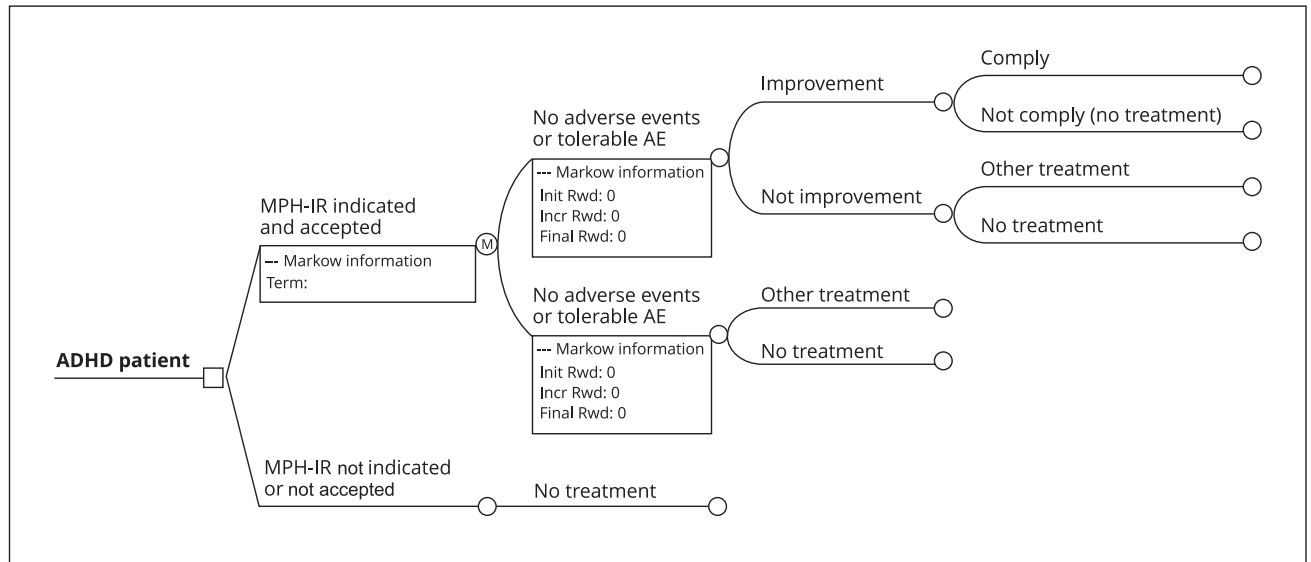 Comply
Improvement
Not comply (no treatment)
No adverse events
or tolerable AE
--- Markow information
Init Rwd: 0
Incr Rwd: 0
Final Rwd: 0
Other treatment
Not improvement
No treatment
MPH-IR indicated
and accepted
M
--- Markow information
Term:
No adverse events
or tolerable AE
--- Markow information
Init Rwd: 0
Incr Rwd: 0
Final Rwd: 0
Other treatment
No treatment
ADHD patient
MPH-IR not indicated
or not accepted
No treatment